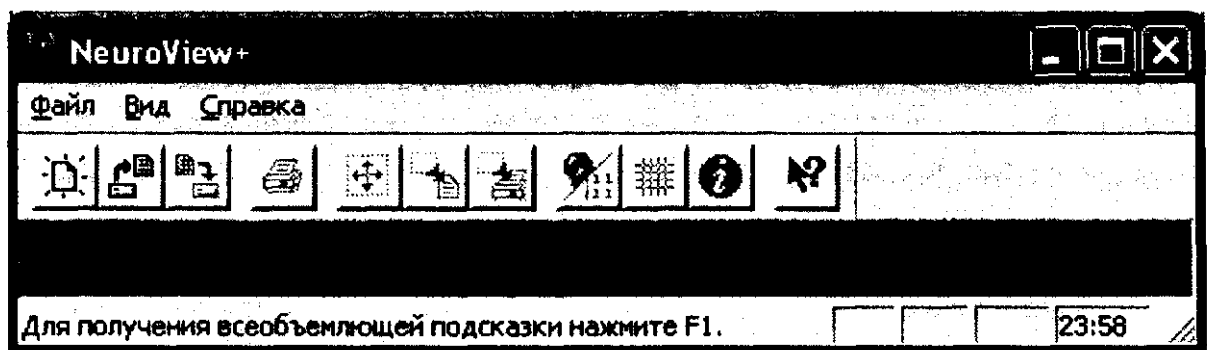 NeuroView+
Файл Вид Справка
Для получения всеобъемлющей подсказки нажмите F1. 23:58